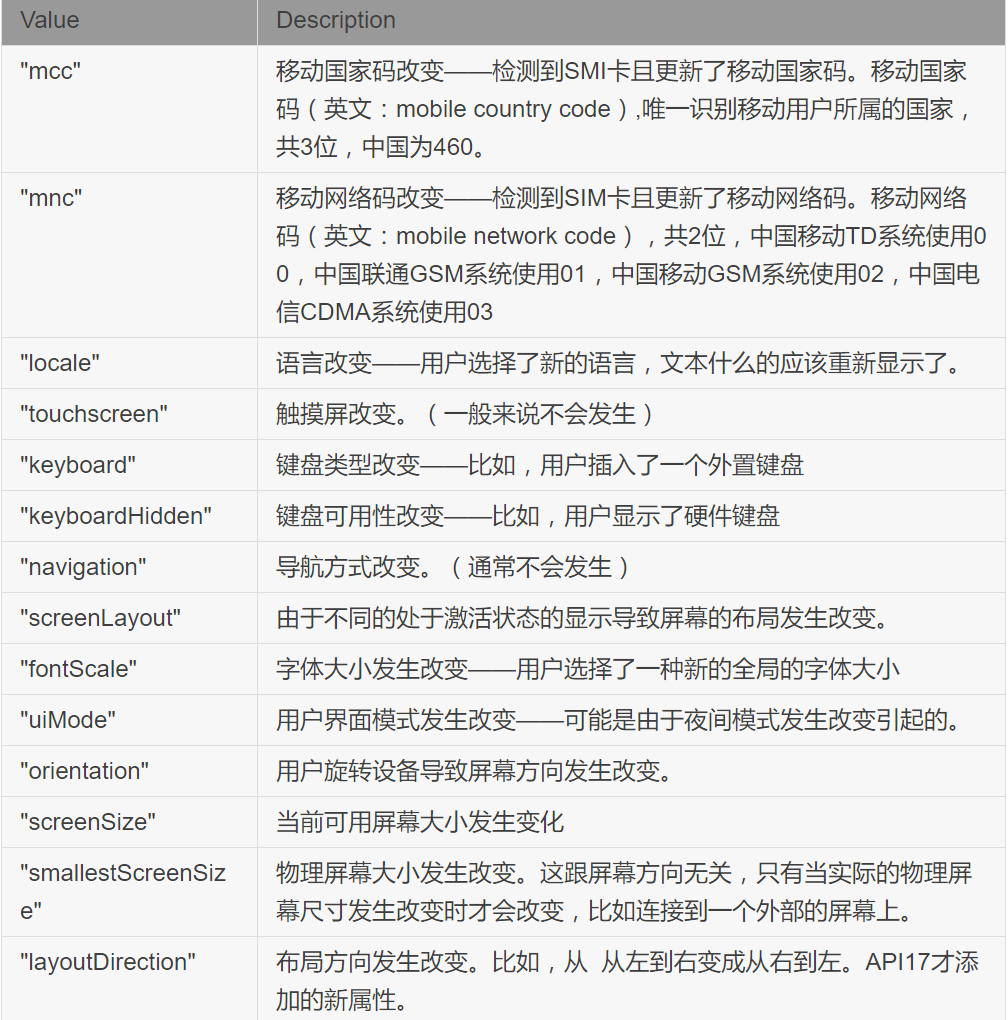 Value Description
"mcc" 移动国家码改变——检测到SMI卡且更新了移动国家码。移动国家
码（英文：mobile country code）,唯一识别移动用户所属的国家，
共3位，中国为460。
"mnc" 移动网络码改变——检测到SIM卡且更新了移动网络码。移动网络
码（英文：mobile network code），共2位，中国移动TD系统使用0
0，中国联通GSM系统使用01，中国移动GSM系统使用02，中国电
信CDMA系统使用03
"locale" 语言改变——用户选择了新的语言，文本什么的应该重新显示了。
"touchscreen" 触摸屏改变。（一般来说不会发生）
"keyboard" 键盘类型改变——比如，用户插入了一个外置键盘
"keyboardHidden" 键盘可用性改变——比如，用户显示了硬件键盘
"navigation" 导航方式改变。（通常不会发生）
"screenLayout" 由于不同的处于激活状态的显示导致屏幕的布局发生改变。
"fontScale" 字体大小发生改变——用户选择了一种新的全局的字体大小
"uiMode" 用户界面模式发生改变——可能是由于夜间模式发生改变引起的。
"orientation" 用户旋转设备导致屏幕方向发生改变。
"screenSize" 当前可用屏幕大小发生变化
"smallestScreenSiz 物理屏幕大小发生改变。这跟屏幕方向无关，只有当实际的物理屏
e" 幕尺寸发生改变时才会改变，比如连接到一个外部的屏幕上。
"layoutDirection" 布局方向发生改变。比如，从 从左到右变成从右到左。API17才添
加的新属性。